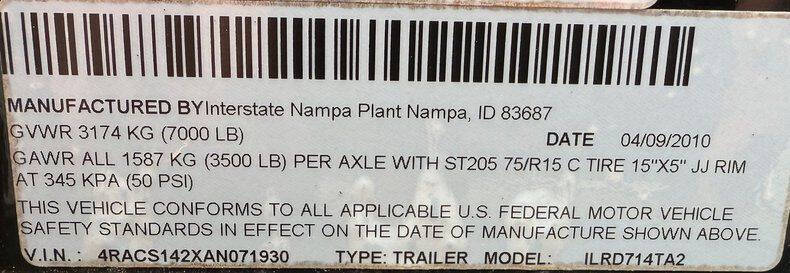 MANUFACTURED BY Interstate Nampa Plant Nampa, ID 83687
GVWR 3174 KG (7000 LB) DATE 04/09/2010
GAWR ALL 1587 KG (3500 LB) PER AXLE WITH ST205 75/R15 C TIRE 15"X5" JJ RIM
AT 345 KPA (50 PSI)
THIS VEHICLE CONFORMS TO ALL APPLICABLE U.S. FEDERAL MOTOR VEHICLE
SAFETY STANDARDS IN EFFECT ON THE DATE OF MANUFACTURE SHOWN ABOVE.
V.I.N. : 4RACS142XAN071930 TYPE: TRAILER MODEL: ILRD714TA2